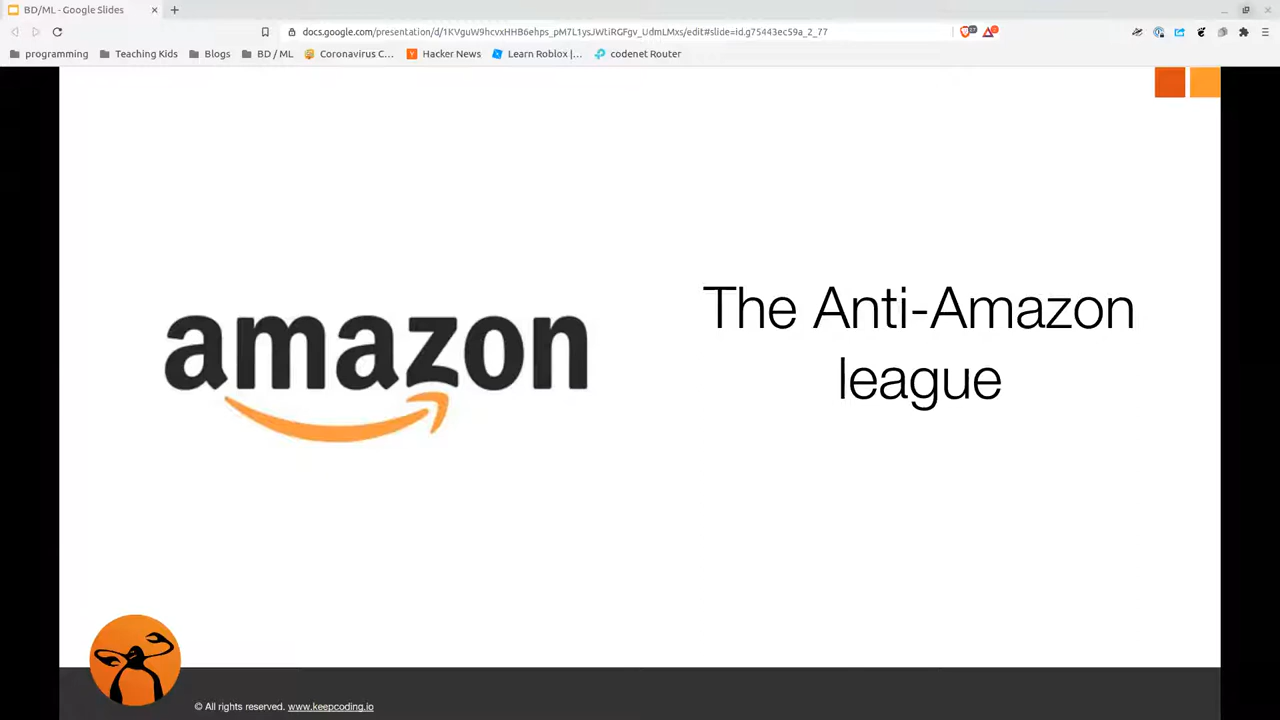 BD/ML - Google Slides
docs.google.com/presentation/d/1KVguW9hcvxHHB6ehps_pM7L1ysJWtiRGFgv_UdmLMxs/edit#slide=id.g75443ec59a_2_77
programming Teaching Kids Blogs BD / ML Coronavirus C... Hacker News Learn Roblox |... codenet Router
The Anti-Amazon
league
amazon
© All rights reserved. www.keepcoding.io